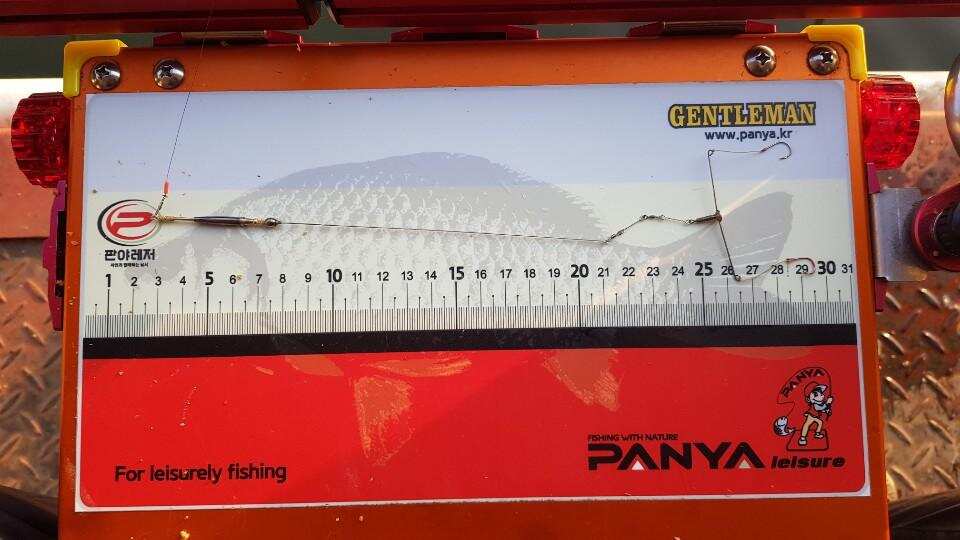 GENTLEMAN
www.panya.kr
판야레저
1 2 3 4 5 6 7 8 9 10 11 12 13 14 15 16 17 18 19 20 21 22 23 24 25 26 27 28 29 30 31
PANYA
FISHING WITH NATURE
PANYA leisure
For leisurely fishing